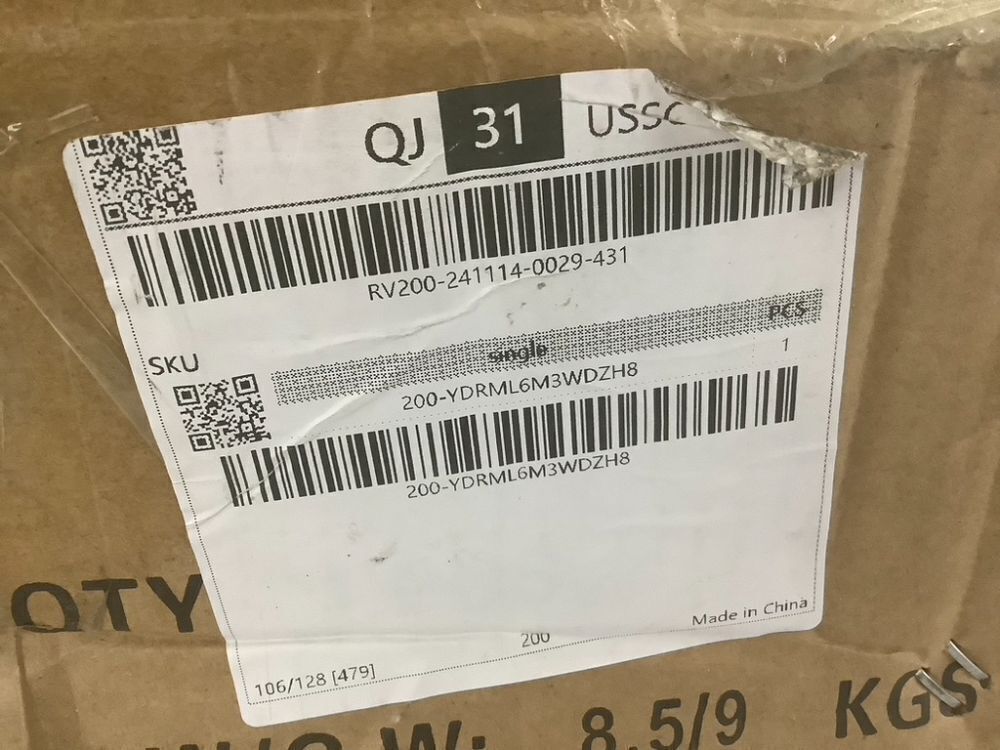 QJ 31 USSC
RV200-241114-0029-431
PCS
SKU single 1
200-YDRML6M3WDZH8
200-YDRML6M3WDZH8
Made in China
200
106/128 [479]
QTY
W: 8.5/9 KGS